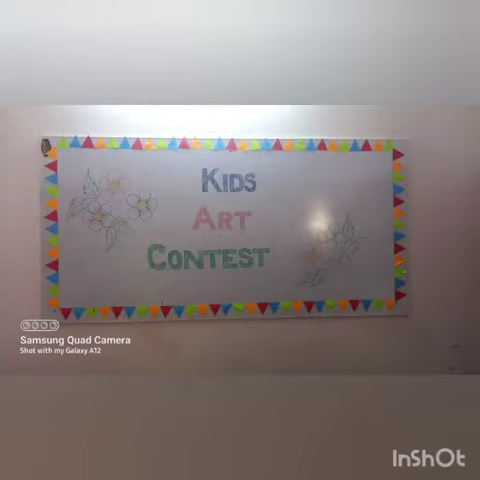 KIDS
ART
CONTEST
Samsung Quad Camera
Shot with my Galaxy A12
InShOt